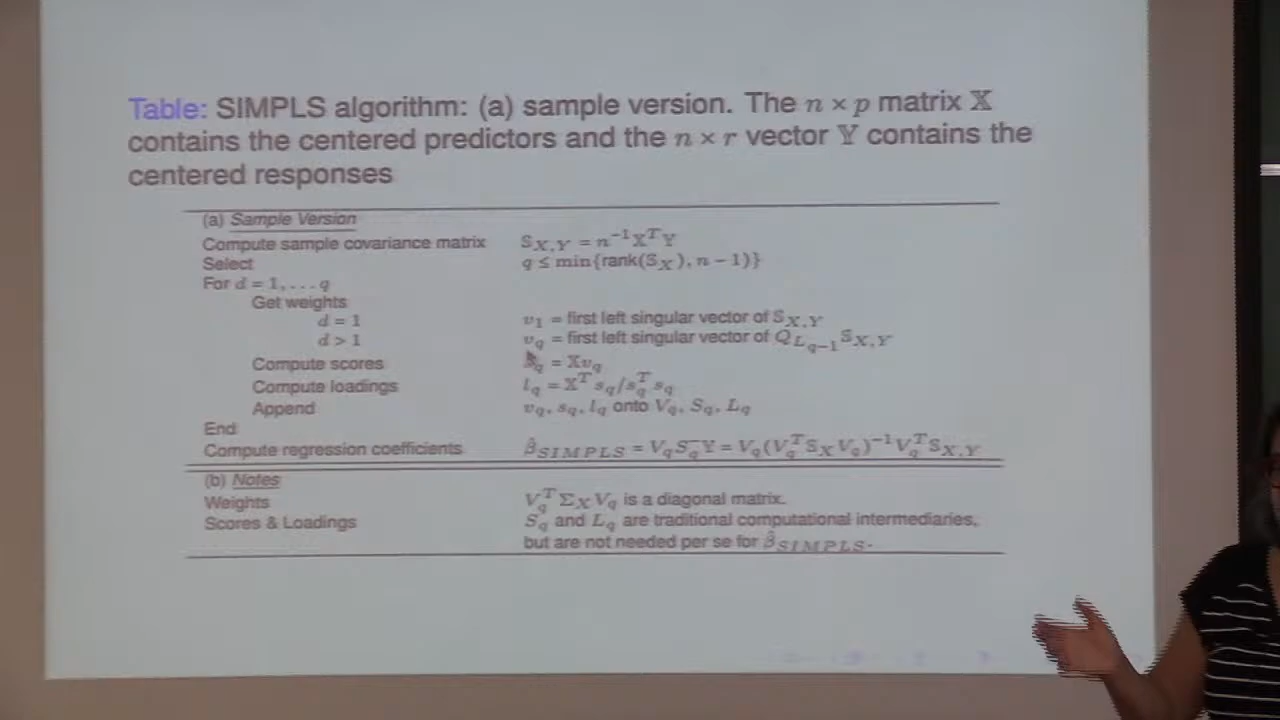 Table: SIMPLS algorithm: (a) sample version. The n × p matrix 𝕏
contains the centered predictors and the n × r vector 𝕐 contains the
centered responses
(a) Sample Version
Compute sample covariance matrix S_{X,Y} = n^{-1}𝕏^T𝕐
Select q ≤ min{rank(S_X), n − 1)}
For d = 1, . . . q
Get weights
d = 1 v_1 = first left singular vector of S_{X,Y}
d > 1 v_q = first left singular vector of Q_{L_{q−1}} S_{X,Y}
Compute scores s_q = 𝕏v_q
Compute loadings l_q = 𝕏^T s_q/s_q^T s_q
Append v_q, s_q, l_q onto V_q, S_q, L_q
End
Compute regression coefficients β̂_{SIMPLS} = V_q S_q^− 𝕐 = V_q(V_q^T S_X V_q)^{-1} V_q^T S_{X,Y}
(b) Notes
Weights V_q^T Σ_X V_q is a diagonal matrix.
Scores & Loadings S_q and L_q are traditional computational intermediaries,
but are not needed per se for β̂_{SIMPLS}.